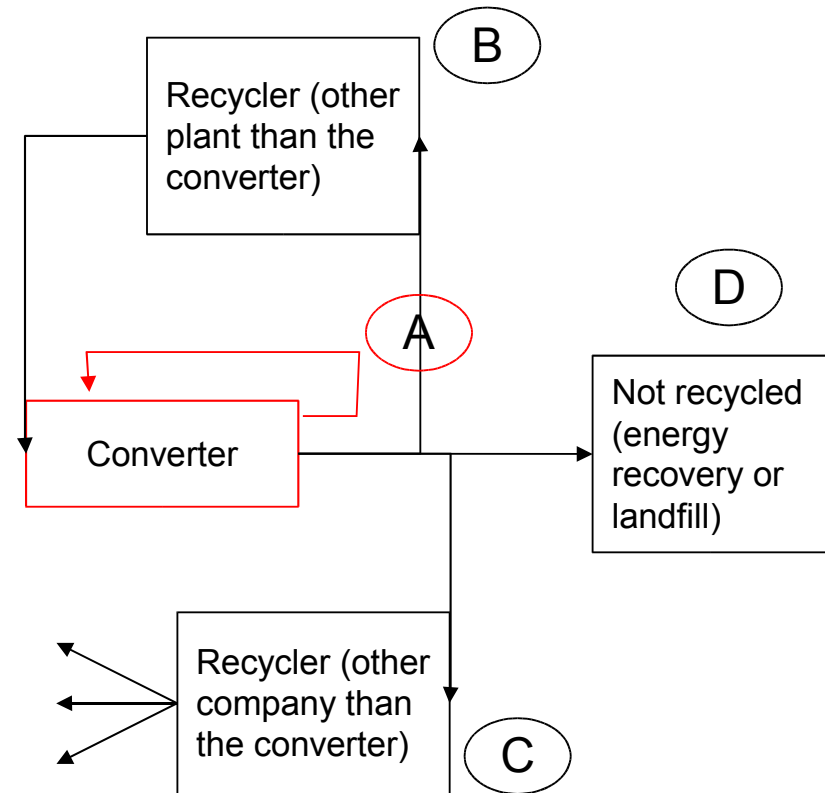 B
Recycler (other
plant than the
converter)
D
A
Not recycled
(energy
recovery or
landfill)
Converter
Recycler (other
company than
the converter)
C